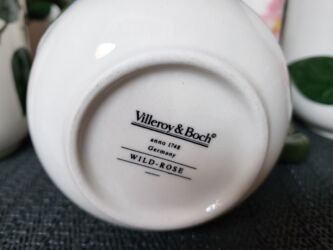 Villeroy & Boch®
anno 1748
Germany
WILD-ROSE